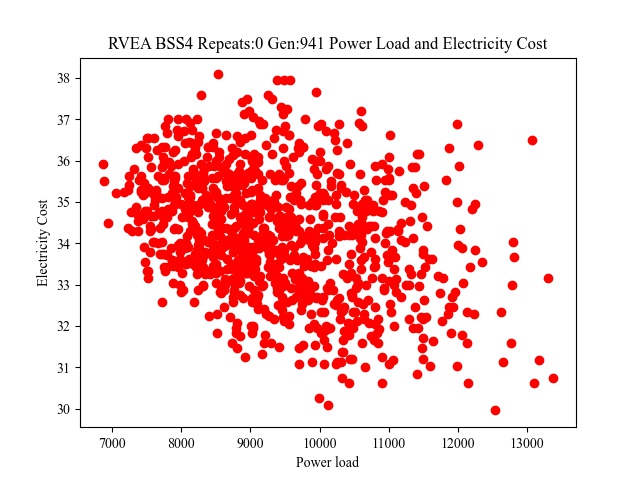 RVEA BSS4 Repeats:0 Gen:941 Power Load and Electricity Cost
38
37
36
35
34
33
32
31
30
Electricity Cost
7000 8000 9000 10000 11000 12000 13000
Power load